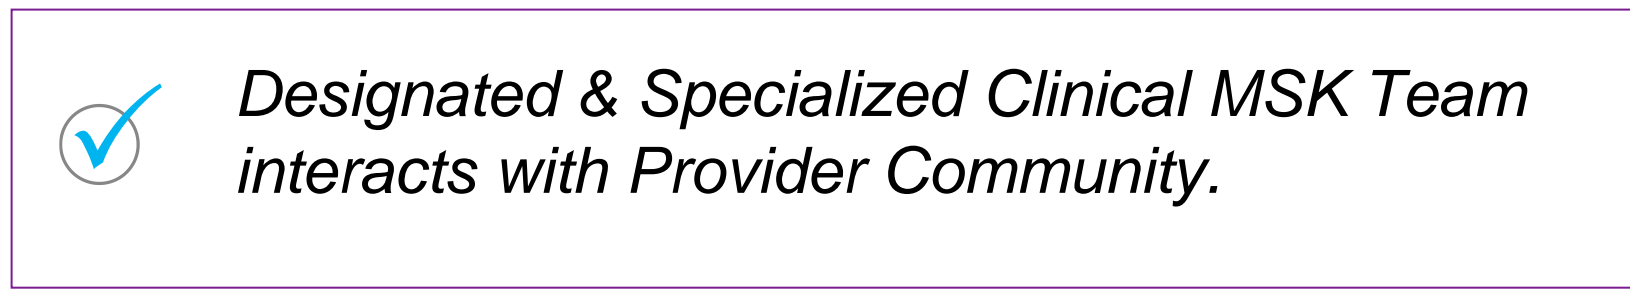 Designated & Specialized Clinical MSK Team
interacts with Provider Community.